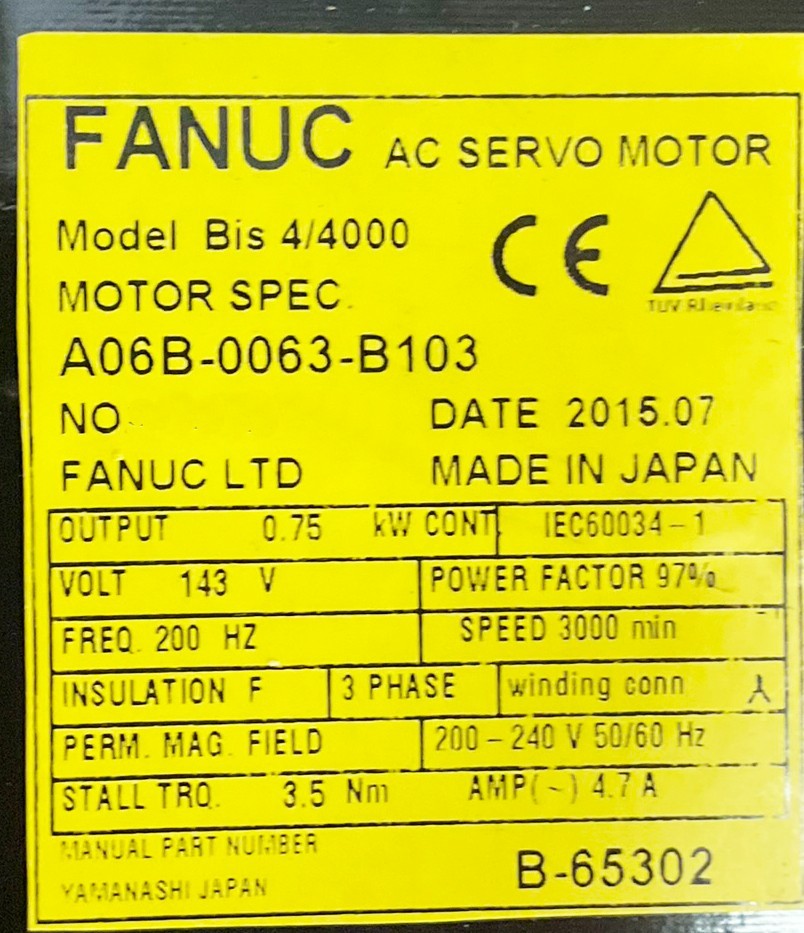 FANUC AC SERVO MOTOR
Model Bis 4/4000
CE
TUV Rheinland
MOTOR SPEC.
A06B-0063-B103
NO. DATE 2015.07
FANUC LTD MADE IN JAPAN
OUTPUT 0.75 kW CONT. IEC60034-1
VOLT 143 V POWER FACTOR 97%
FREQ. 200 HZ SPEED 3000 min
INSULATION F 3 PHASE winding conn
PERM. MAG. FIELD 200-240 V 50/60 Hz
STALL TRQ. 3.5 Nm AMP(~) 4.7 A
MANUAL PART NUMBER
YAMANASHI JAPAN B-65302